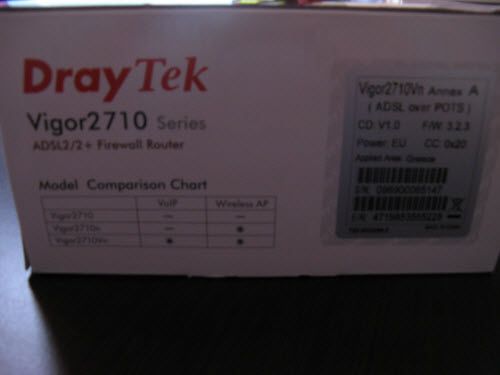 DrayTek
Vigor2710 Series
ADSL2/2+ Firewall Router
Model Comparison Chart
VoIP Wireless AP
Vigor2710 — —
Vigor2710n — ●
Vigor2710Vn ● ●
Vigor2710Vn Annex A
( ADSL over POTS )
CD: V1.0 F/W: 3.2.3
Power: EU CC: 0x20
Applied Area: Greece
S/N: